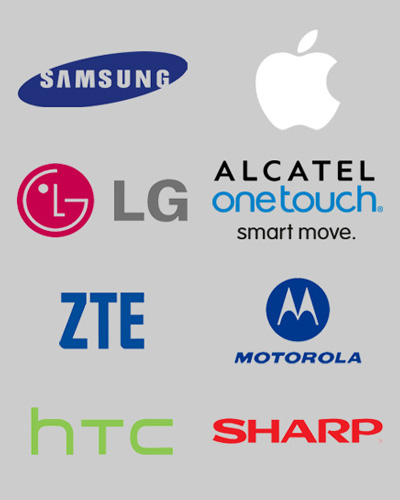 SAMSUNG
LG
ALCATEL
onetouch®
smart move.
ZTE
MOTOROLA
hTC
SHARP